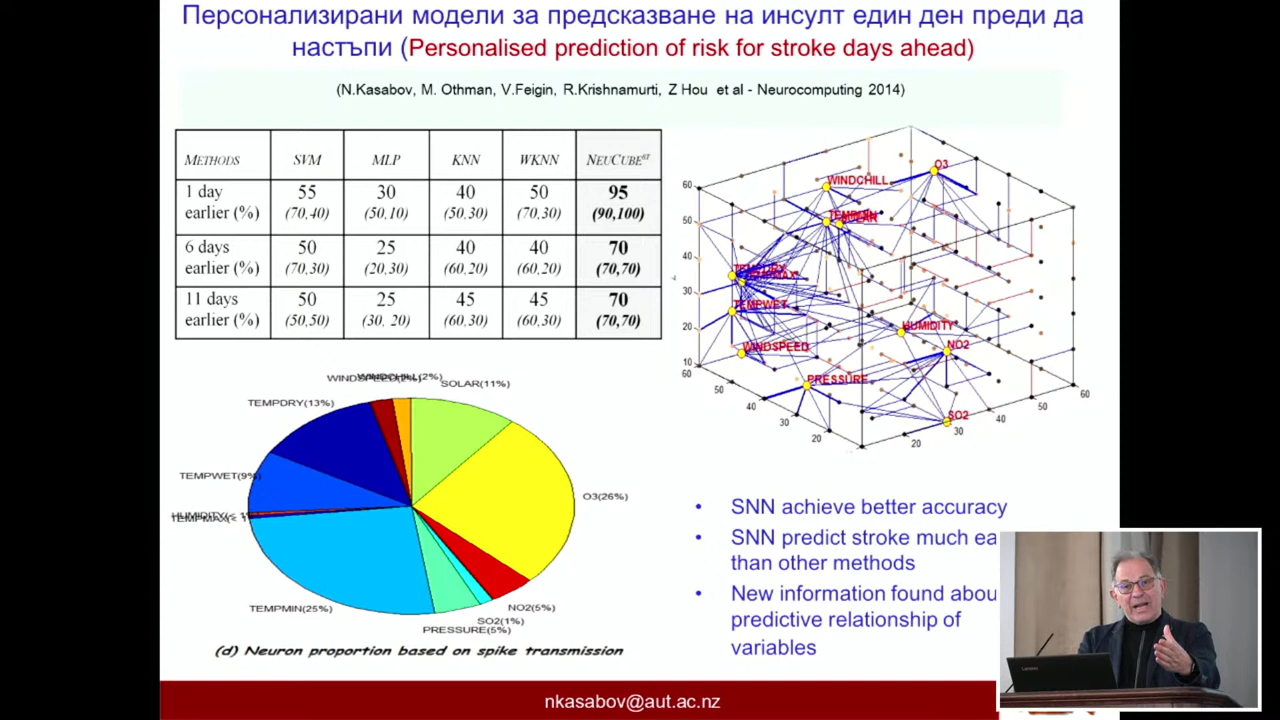 Персонализирани модели за предсказване на инсулт един ден преди да
настъпи (Personalised prediction of risk for stroke days ahead)
(N.Kasabov, M. Othman, V.Feigin, R.Krishnamurti, Z Hou et al - Neurocomputing 2014)
METHODS SVM MLP KNN WKNN NEUCUBEST
1 day 55 30 40 50 95
earlier (%) (70,40) (50,10) (50,30) (70,30) (90,100)
6 days 50 25 40 40 70
earlier (%) (70,30) (20,30) (60,20) (60,20) (70,70)
11 days 50 25 45 45 70
earlier (%) (50,50) (30, 20) (60,30) (60,30) (70,70)
O3
WINDCHILL
TEMPDRY
TEMPWET
WINDSPEED
HUMIDITY
NO2
PRESSURE
SO2
60
50
40
30
20
10
60
50
40
30
20
20
30
40
50
60
WINDSPEED(2%)
SOLAR(11%)
TEMPDRY(13%)
TEMPWET(9%)
O3(26%)
TEMPMIN(25%)
NO2(5%)
SO2(1%)
PRESSURE(5%)
(d) Neuron proportion based on spike transmission
• SNN achieve better accuracy
• SNN predict stroke much ea
than other methods
• New information found abou
predictive relationship of
variables
Lenovo
nkasabov@aut.ac.nz